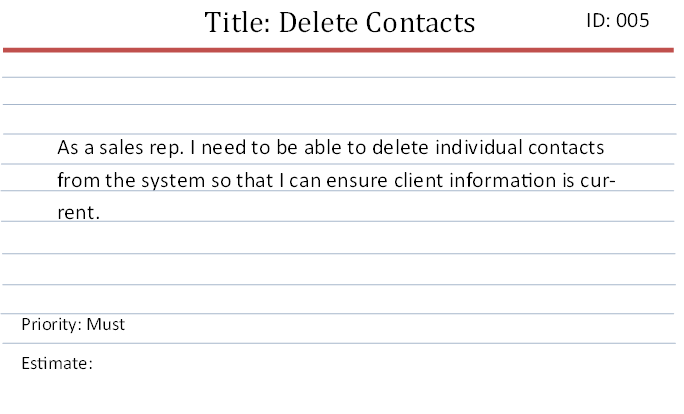 Title: Delete Contacts
ID: 005
As a sales rep. I need to be able to delete individual contacts
from the system so that I can ensure client information is cur-
rent.
Priority: Must
Estimate: